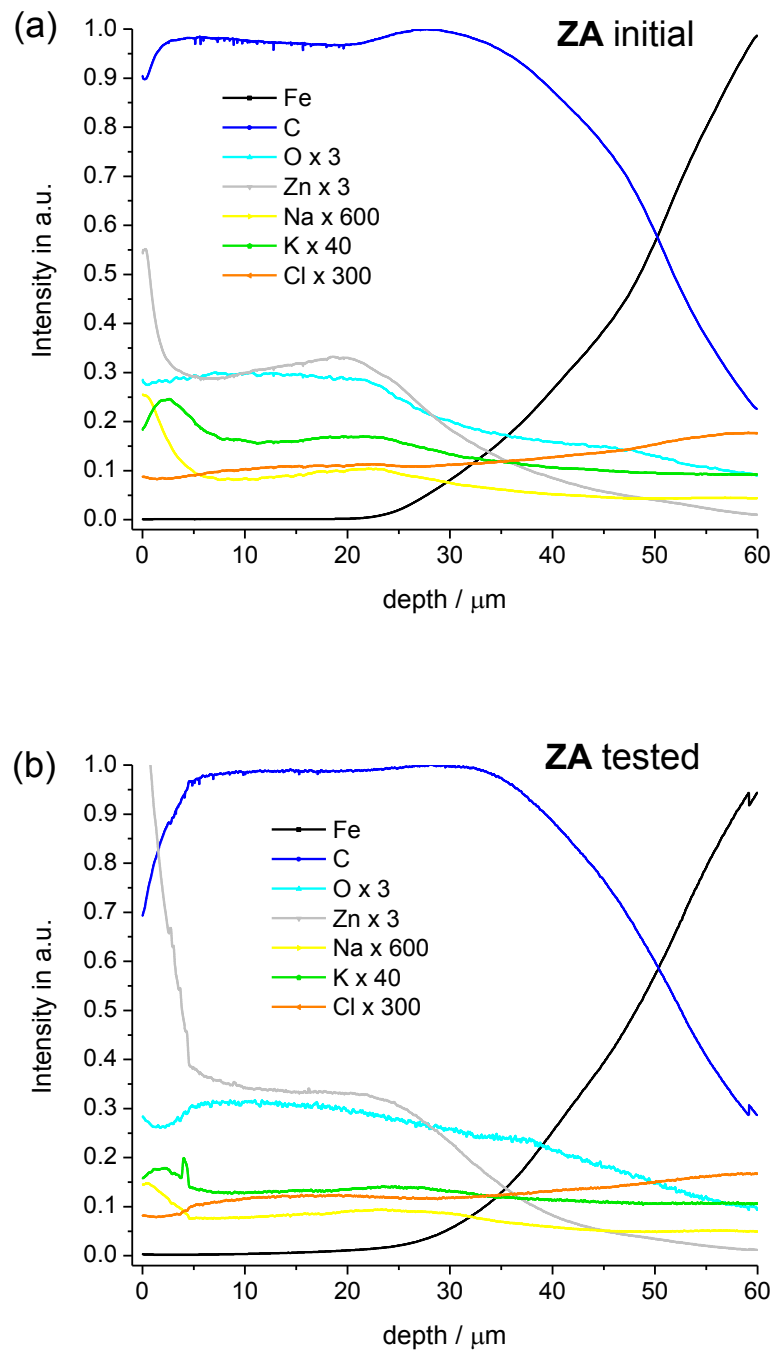 (a)
ZA initial
1.0
0.9
0.8
0.7
0.6
0.5
0.4
0.3
0.2
0.1
0.0
Intensity in a.u.
Fe
C
O x 3
Zn x 3
Na x 600
K x 40
Cl x 300
0 10 20 30 40 50 60
depth / μm
(b)
ZA tested
1.0
0.9
0.8
0.7
0.6
0.5
0.4
0.3
0.2
0.1
0.0
Intensity in a.u.
Fe
C
O x 3
Zn x 3
Na x 600
K x 40
Cl x 300
0 10 20 30 40 50 60
depth / μm